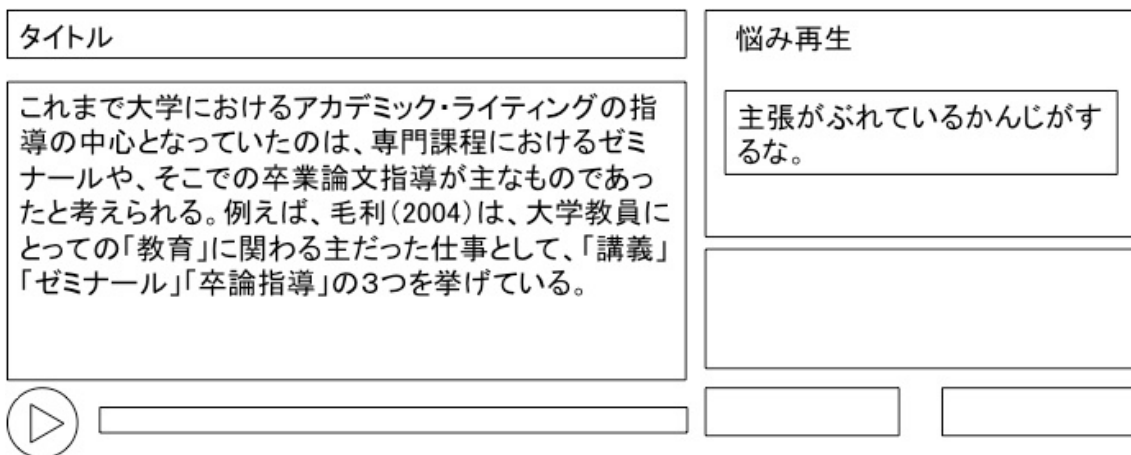 タイトル
これまで大学におけるアカデミック・ライティングの指
導の中心となっていたのは、専門課程におけるゼミ
ナールや、そこでの卒業論文指導が主なものであっ
たと考えられる。例えば、毛利(2004)は、大学教員に
とっての「教育」に関わる主だった仕事として、「講義」
「ゼミナール」「卒論指導」の3つを挙げている。
悩み再生
主張がぶれているかんじがす
るな。